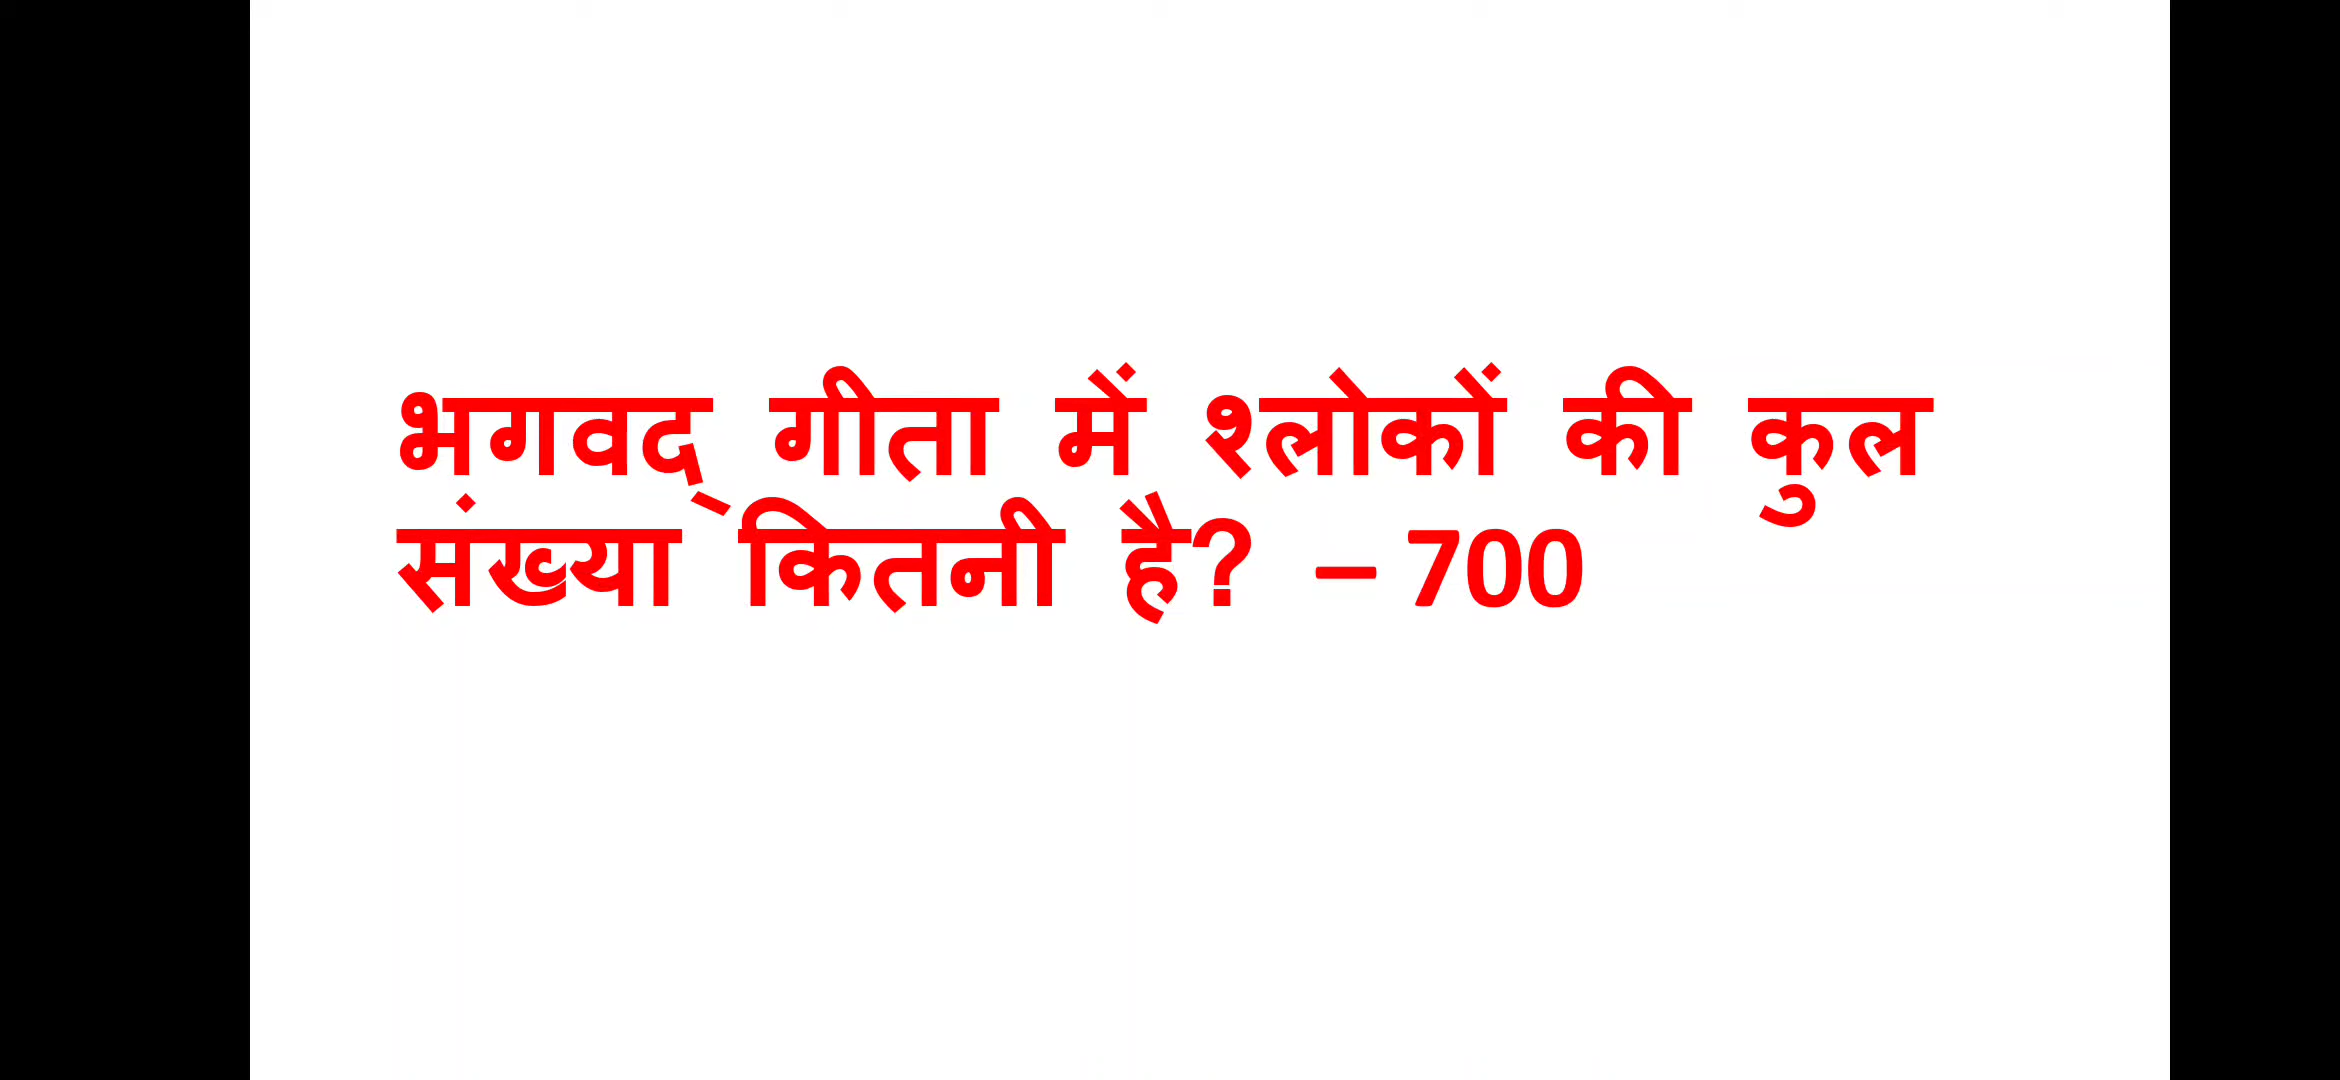 भगवद् गीता में श्लोकों की कुल
संख्या कितनी है? – 700